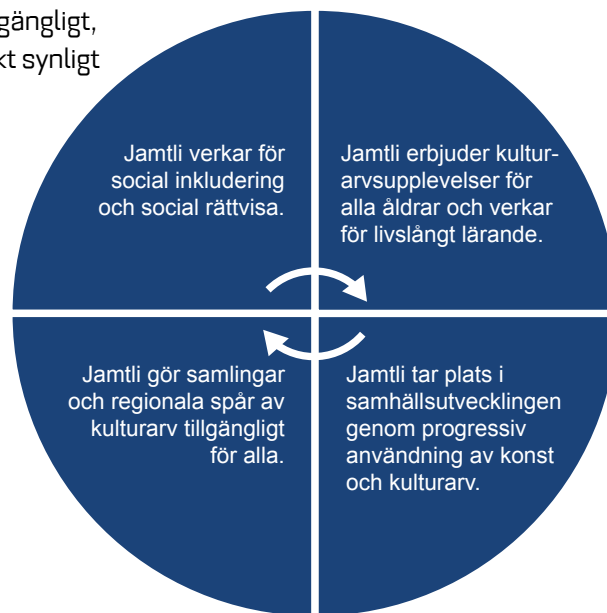 gängligt,
kt synligt
Jamtli verkar för
social inkludering
och social rättvisa.
Jamtli erbjuder kultur-
arvsupplevelser för
alla åldrar och verkar
för livslångt lärande.
Jamtli gör samlingar
och regionala spår av
kulturarv tillgängligt
för alla.
Jamtli tar plats i
samhällsutvecklingen
genom progressiv
användning av konst
och kulturarv.